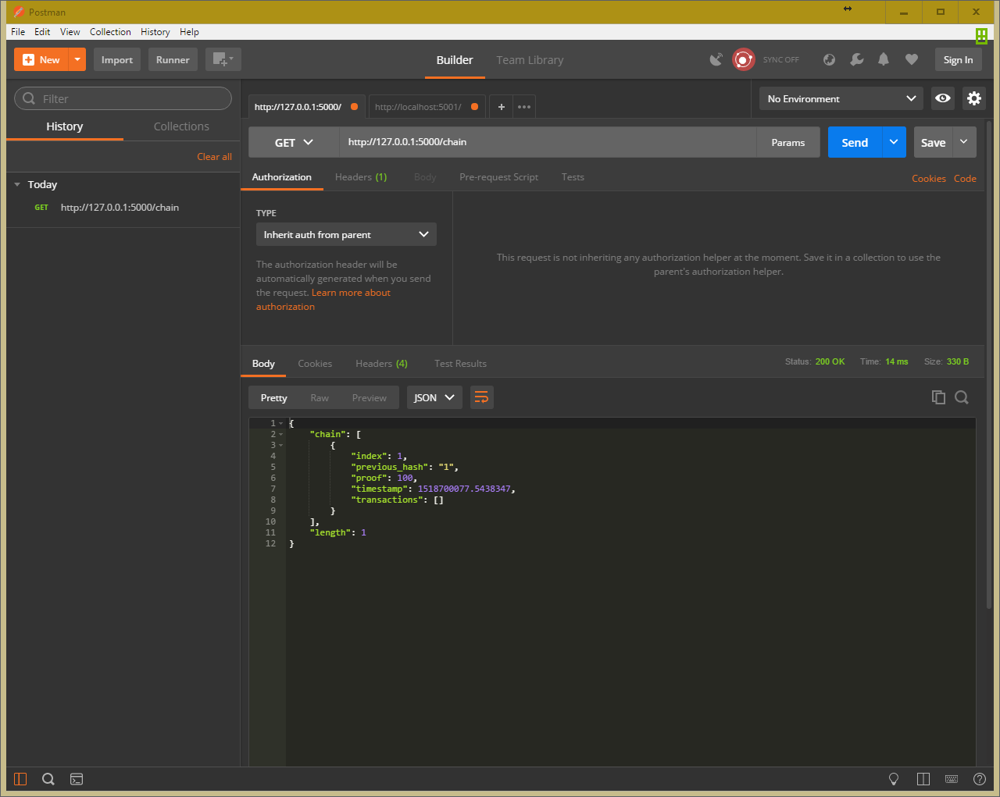 Postman
File Edit View Collection History Help
New Import Runner Builder Team Library SYNC OFF Sign In
Filter
History Collections
Clear all
Today
GET http://127.0.0.1:5000/chain
http://127.0.0.1:5000/ http://localhost:5001/ + ••• No Environment
GET http://127.0.0.1:5000/chain Params Send Save
Authorization Headers (1) Body Pre-request Script Tests Cookies Code
TYPE
Inherit auth from parent
The authorization header will be
automatically generated when you send
the request. Learn more about
authorization
This request is not inheriting any authorization helper at the moment. Save it in a collection to use the
parent's authorization helper.
Body Cookies Headers (4) Test Results Status: 200 OK Time: 14 ms Size: 330 B
Pretty Raw Preview JSON
1 {
2 "chain": [
3 {
4 "index": 1,
5 "previous_hash": "1",
6 "proof": 100,
7 "timestamp": 1518700077.5438347,
8 "transactions": []
9 }
10 ],
11 "length": 1
12 }